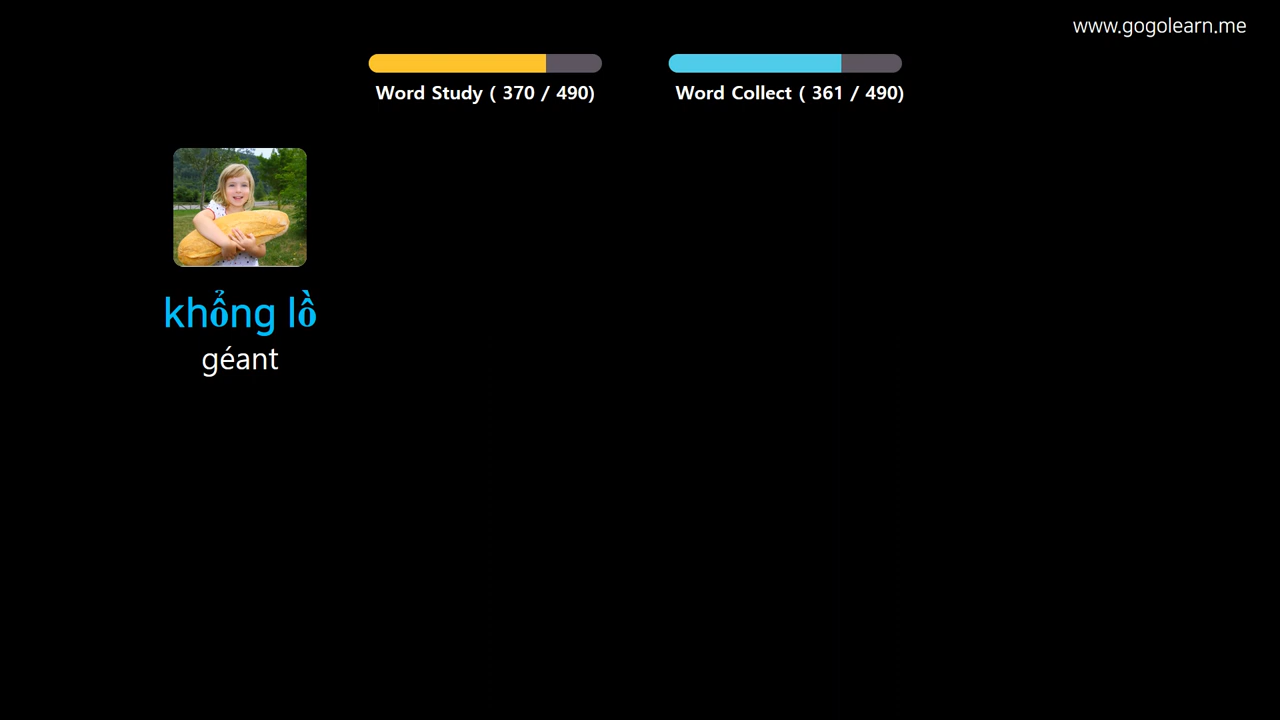 www.gogolearn.me
Word Study ( 370 / 490)
Word Collect ( 361 / 490)
khổng lồ
géant